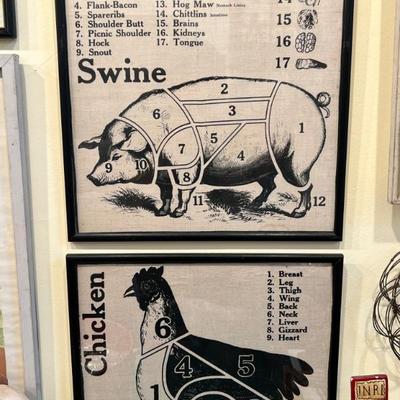 4. Flank-Bacon
5. Spareribs
6. Shoulder Butt
7. Picnic Shoulder
8. Hock
9. Snout
13. Hog Maw Stomach Lining
14. Chittlins Intestines
15. Brains
16. Kidneys
17. Tongue
15
16
17
Swine
2
3
1
6
5
4
7
9
10
8
11
12
Chicken
1. Breast
2. Leg
3. Thigh
4. Wing
5. Back
6. Neck
7. Liver
8. Gizzard
9. Heart
6
5
4
1
INRI